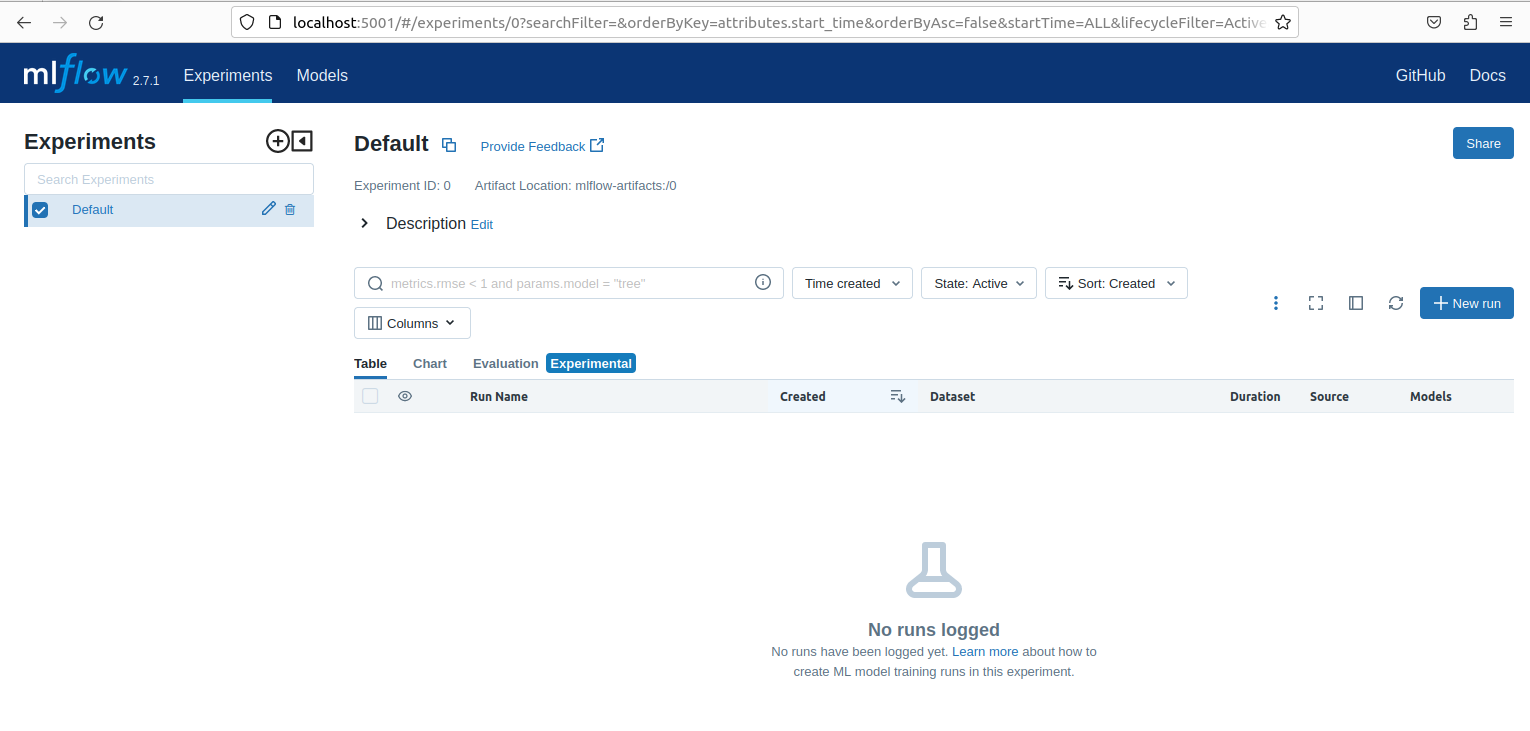 localhost:5001/#/experiments/0?searchFilter=&orderByKey=attributes.start_time&orderByAsc=false&startTime=ALL&lifecycleFilter=Active
mlflow 2.7.1 Experiments Models GitHub Docs
Experiments
Search Experiments
Default
Default Provide Feedback Share
Experiment ID: 0 Artifact Location: mlflow-artifacts:/0
Description Edit
metrics.rmse < 1 and params.model = "tree" Time created State: Active Sort: Created
Columns
New run
Table Chart Evaluation Experimental
Run Name Created Dataset Duration Source Models
No runs logged
No runs have been logged yet. Learn more about how to
create ML model training runs in this experiment.